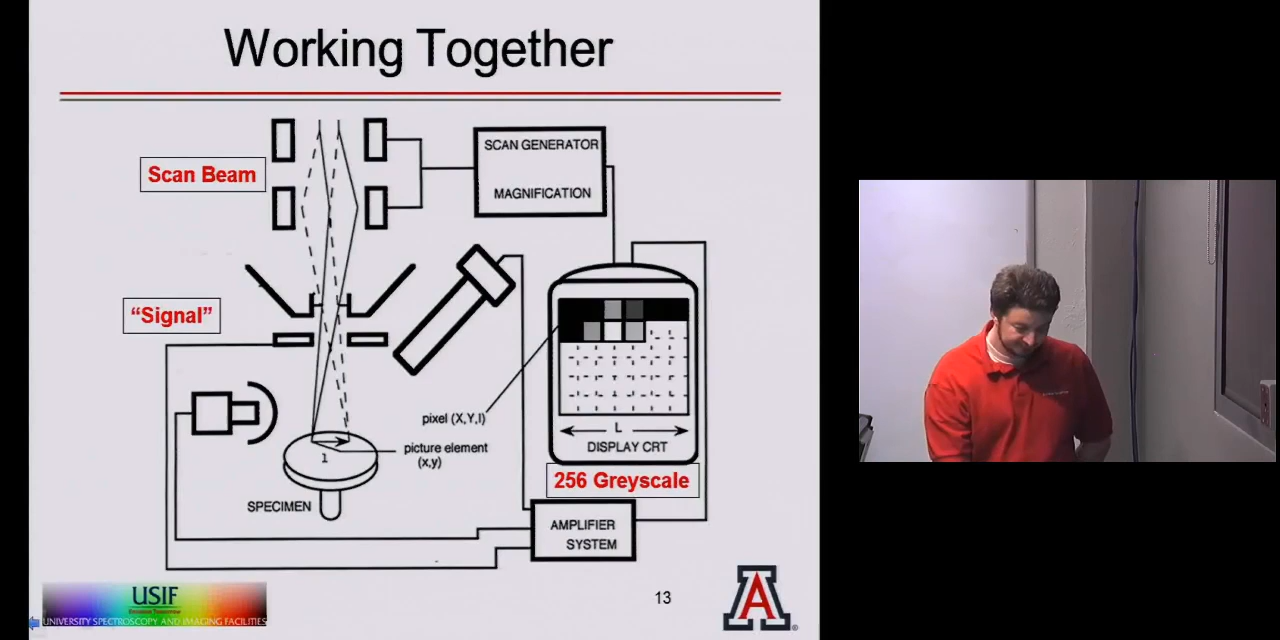 Working Together
Scan Beam
SCAN GENERATOR
MAGNIFICATION
"Signal"
pixel (X,Y,I)
picture element
(x,y)
L
DISPLAY CRT
1
256 Greyscale
SPECIMEN
AMPLIFIER
SYSTEM
USIF
UNIVERSITY SPECTROSCOPY AND IMAGING FACILITIES
13
A